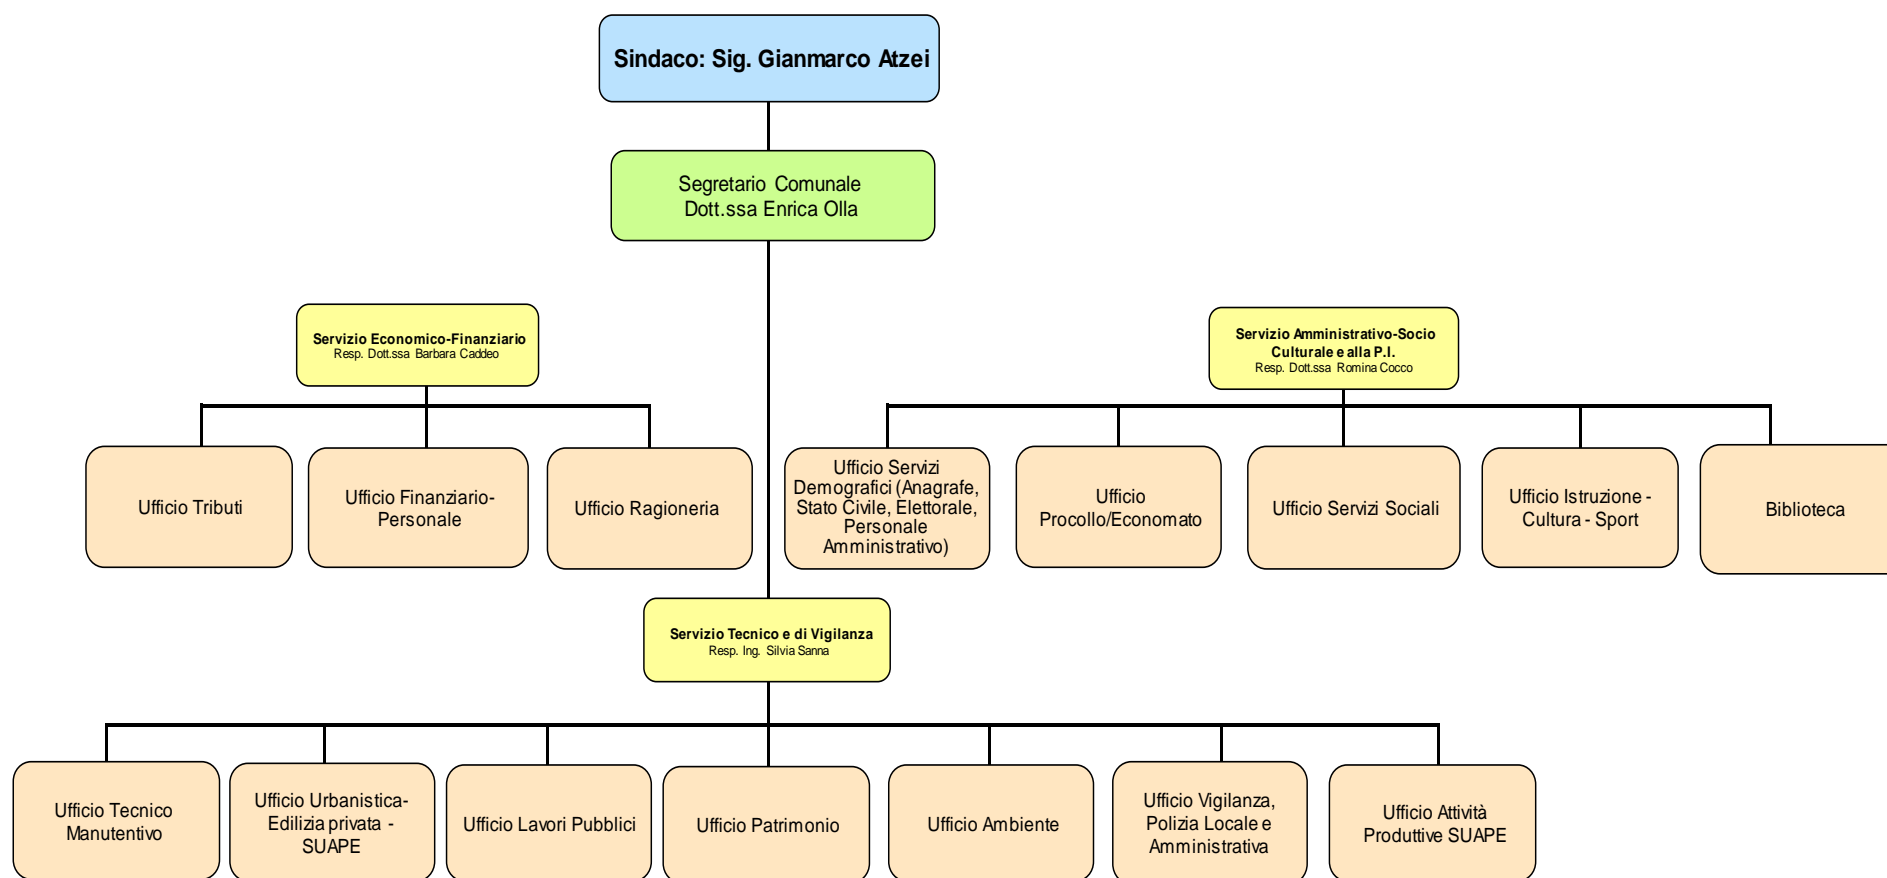 Sindaco: Sig. Gianmarco Atzei
Segretario Comunale
Dott.ssa Enrica Olla
Servizio Economico-Finanziario
Resp. Dott.ssa Barbara Caddeo
Servizio Amministrativo-Socio
Culturale e alla P.I.
Resp. Dott.ssa Romina Cocco
Ufficio Tributi
Ufficio Finanziario-
Personale
Ufficio Ragioneria
Ufficio Servizi
Demografici (Anagrafe,
Stato Civile, Elettorale,
Personale
Amministrativo)
Ufficio
Procollo/Economato
Ufficio Servizi Sociali
Ufficio Istruzione -
Cultura - Sport
Biblioteca
Servizio Tecnico e di Vigilanza
Resp. Ing. Silvia Sanna
Ufficio Tecnico
Manutentivo
Ufficio Urbanistica-
Edilizia privata -
SUAPE
Ufficio Lavori Pubblici
Ufficio Patrimonio
Ufficio Ambiente
Ufficio Vigilanza,
Polizia Locale e
Amministrativa
Ufficio Attività
Produttive SUAPE